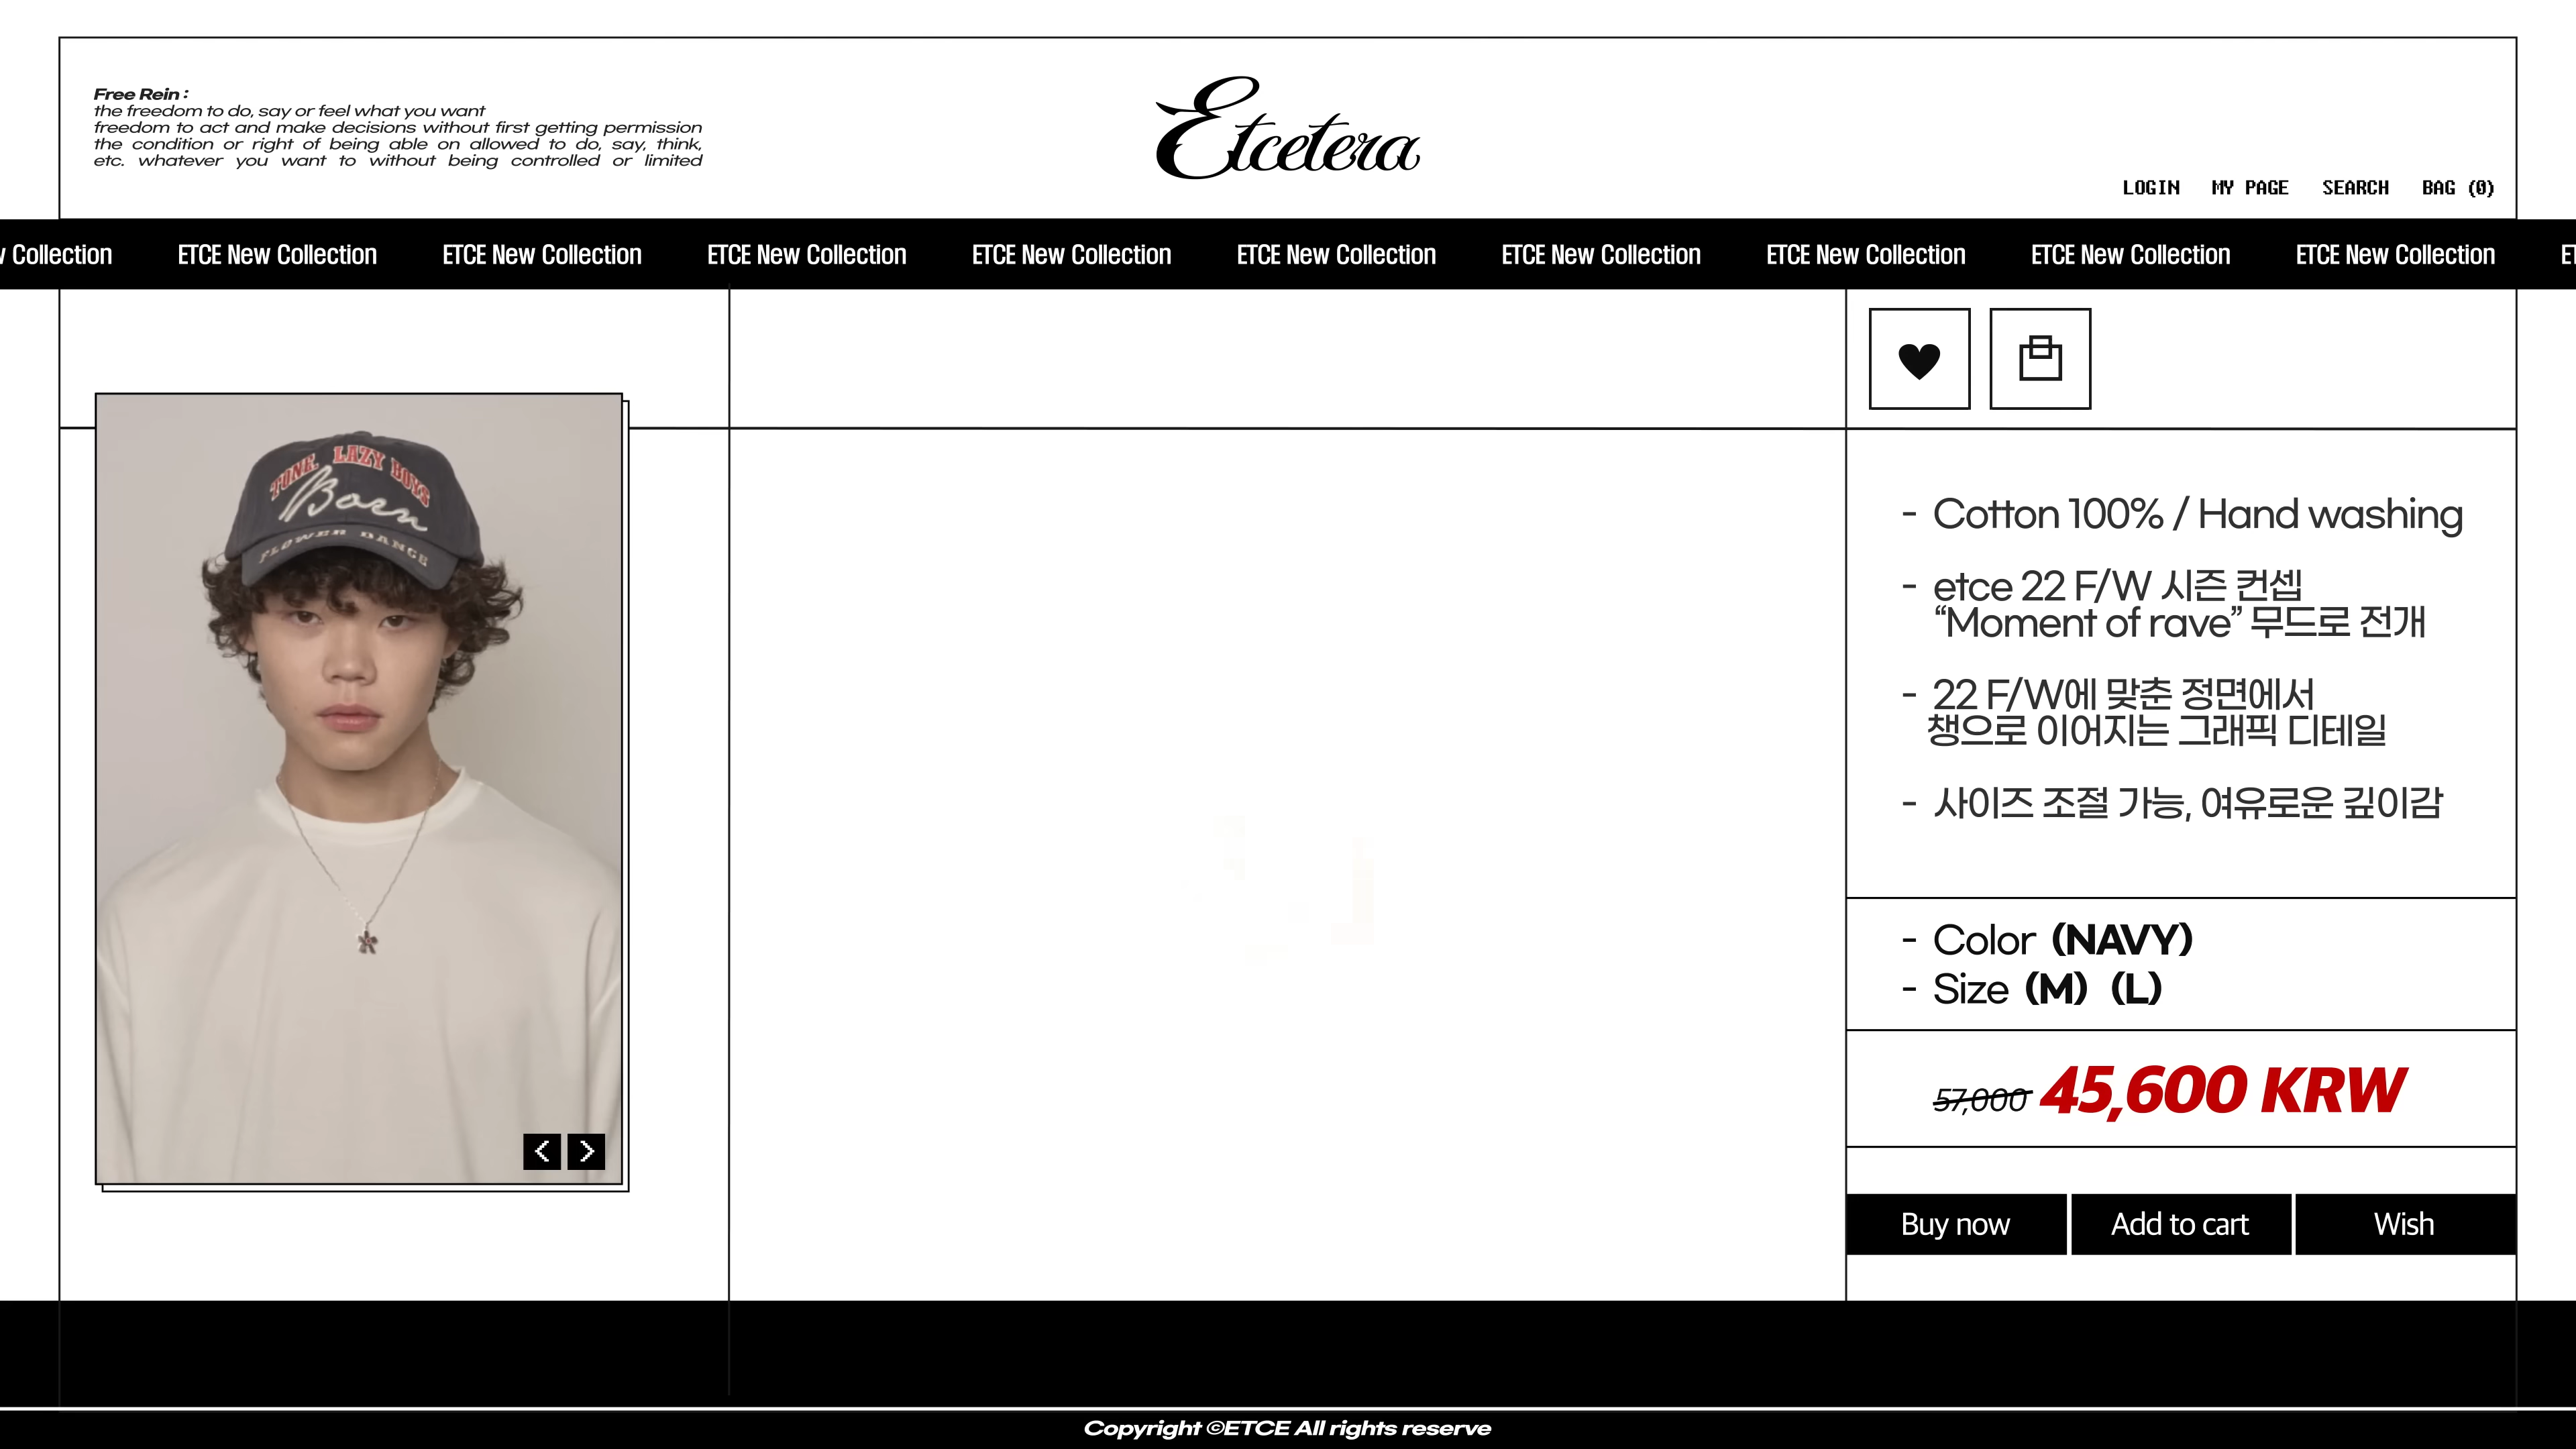 Free Rein :
the freedom to do, say or feel what you want
freedom to act and make decisions without first getting permission
the condition or right of being able on allowed to do, say, think,
etc. whatever you want to without being controlled or limited
Etcetera
LOGIN MY PAGE SEARCH BAG (0)
Collection ETCE New Collection ETCE New Collection ETCE New Collection ETCE New Collection ETCE New Collection ETCE New Collection ETCE New Collection ETCE New Collection ETCE New Collection
TONE. LAZY BOYS
Born
FLOWER DANCE
- Cotton 100% / Hand washing
- etce 22 F/W 시즌 컨셉
“Moment of rave” 무드로 전개
- 22 F/W에 맞춘 정면에서
챙으로 이어지는 그래픽 디테일
- 사이즈 조절 가능, 여유로운 깊이감
- Color (NAVY)
- Size (M) (L)
57,000 45,600 KRW
Buy now Add to cart Wish
Copyright ©ETCE All rights reserve